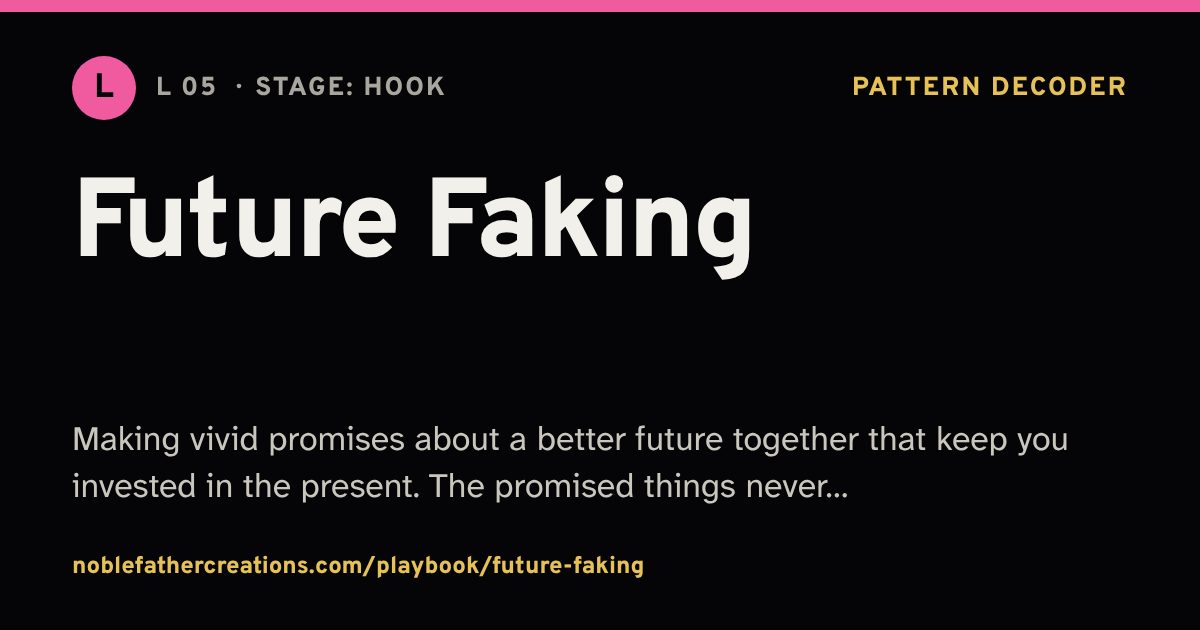 L
L 05 · STAGE: HOOK
PATTERN DECODER
Future Faking
Making vivid promises about a better future together that keep you
invested in the present. The promised things never...
noblefathercreations.com/playbook/future-faking